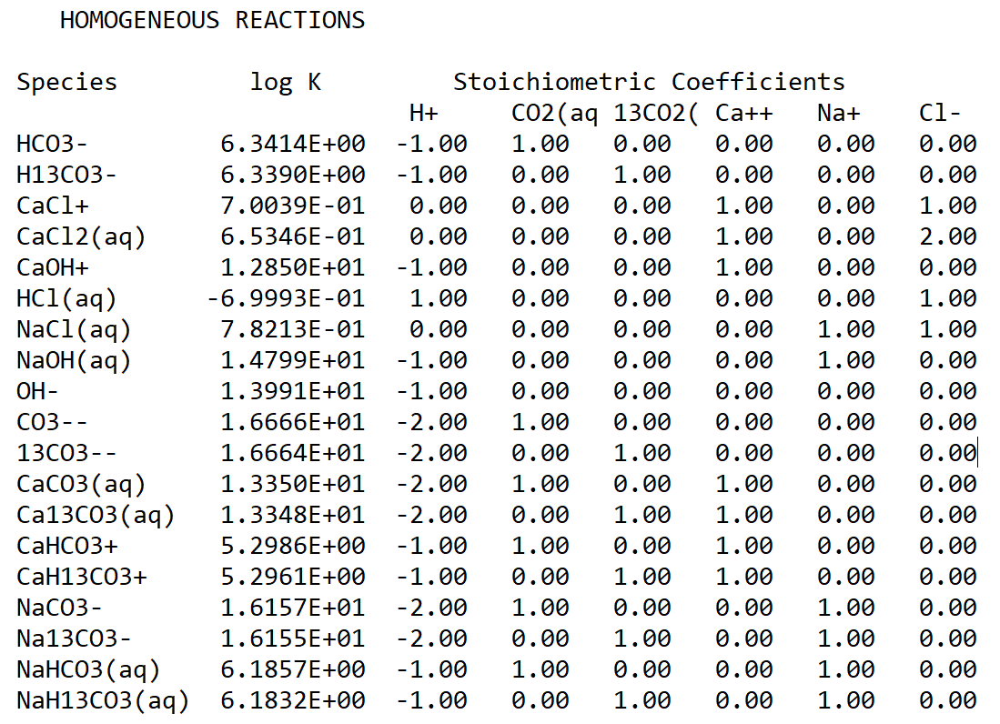 HOMOGENEOUS REACTIONS
Species log K Stoichiometric Coefficients
H+ CO2(aq 13CO2( Ca++ Na+ Cl-
HCO3- 6.3414E+00 -1.00 1.00 0.00 0.00 0.00 0.00
H13CO3- 6.3390E+00 -1.00 0.00 1.00 0.00 0.00 0.00
CaCl+ 7.0039E-01 0.00 0.00 0.00 1.00 0.00 1.00
CaCl2(aq) 6.5346E-01 0.00 0.00 0.00 1.00 0.00 2.00
CaOH+ 1.2850E+01 -1.00 0.00 0.00 1.00 0.00 0.00
HCl(aq) -6.9993E-01 1.00 0.00 0.00 0.00 0.00 1.00
NaCl(aq) 7.8213E-01 0.00 0.00 0.00 0.00 1.00 1.00
NaOH(aq) 1.4799E+01 -1.00 0.00 0.00 0.00 1.00 0.00
OH- 1.3991E+01 -1.00 0.00 0.00 0.00 0.00 0.00
CO3-- 1.6666E+01 -2.00 1.00 0.00 0.00 0.00 0.00
13CO3-- 1.6664E+01 -2.00 0.00 1.00 0.00 0.00 0.00
CaCO3(aq) 1.3350E+01 -2.00 1.00 0.00 1.00 0.00 0.00
Ca13CO3(aq) 1.3348E+01 -2.00 0.00 1.00 1.00 0.00 0.00
CaHCO3+ 5.2986E+00 -1.00 1.00 0.00 1.00 0.00 0.00
CaH13CO3+ 5.2961E+00 -1.00 0.00 1.00 1.00 0.00 0.00
NaCO3- 1.6157E+01 -2.00 1.00 0.00 0.00 1.00 0.00
Na13CO3- 1.6155E+01 -2.00 0.00 1.00 0.00 1.00 0.00
NaHCO3(aq) 6.1857E+00 -1.00 1.00 0.00 0.00 1.00 0.00
NaH13CO3(aq) 6.1832E+00 -1.00 0.00 1.00 0.00 1.00 0.00